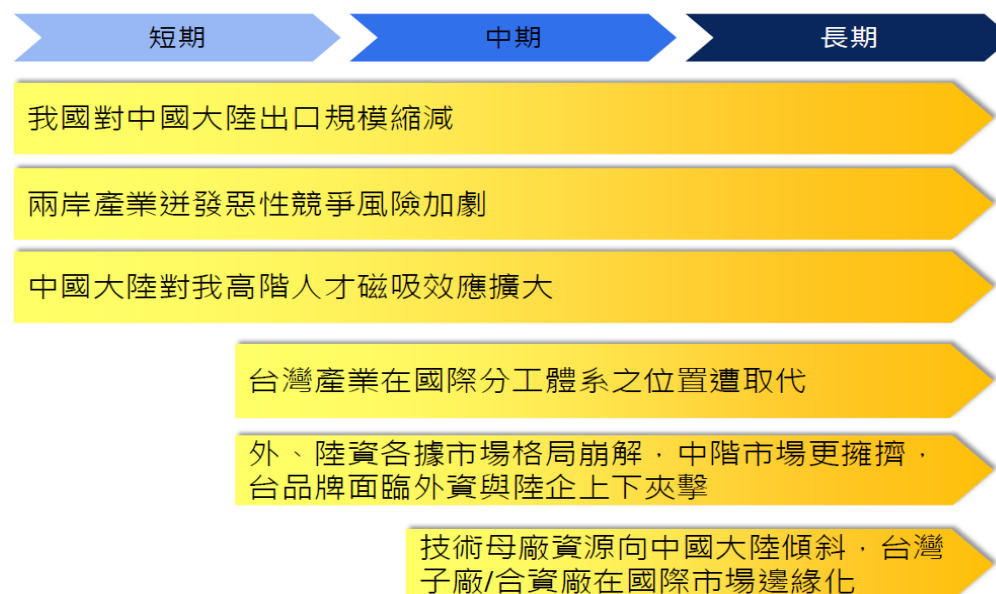 短期 中期 長期
我國對中國大陸出口規模縮減
兩岸產業迸發惡性競爭風險加劇
中國大陸對我高階人才磁吸效應擴大
台灣產業在國際分工體系之位置遭取代
外、陸資各據市場格局崩解，中階市場更擁擠，
台品牌面臨外資與陸企上下夾擊
技術母廠資源向中國大陸傾斜，台灣
子廠/合資廠在國際市場邊緣化